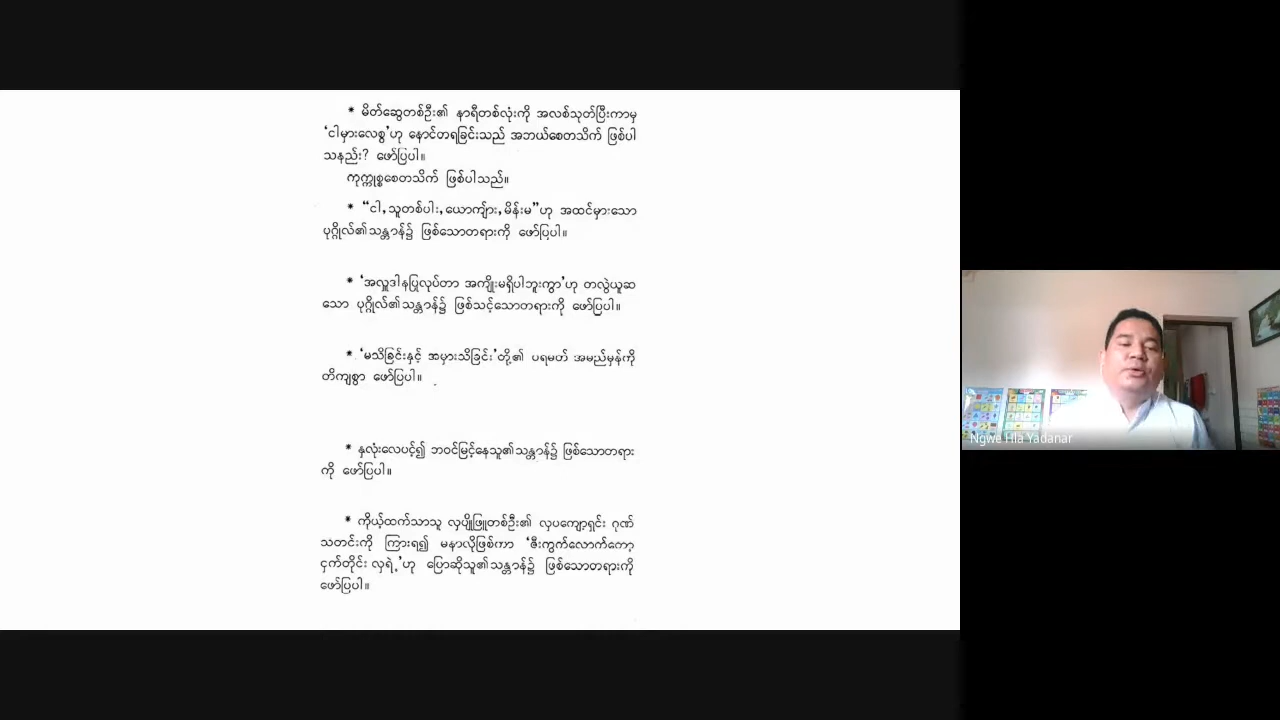 * မိတ်ဆွေတစ်ဦး၏ နာရီတစ်လုံးကို အလစ်သုတ်ပြီးကာမှ
‘ငါမှားလေစွ’ဟု နောင်တရခြင်းသည် အဘယ်စေတသိက် ဖြစ်ပါ
သနည်း? ဖော်ပြပါ။
ကုက္ကုစ္စစေတသိက် ဖြစ်ပါသည်။
* “ငါ,သူတစ်ပါး,ယောကျ်ား,မိန်းမ”ဟု အထင်မှားသော
ပုဂ္ဂိုလ်၏သန္တာန်၌ ဖြစ်သောတရားကို ဖော်ပြပါ။
* ‘အလှူဒါနပြုလုပ်တာ အကျိုးမရှိပါဘူးကွာ’ဟု တလွဲယူဆ
သော ပုဂ္ဂိုလ်၏သန္တာန်၌ ဖြစ်သင့်သောတရားကို ဖော်ပြပါ။
* ‘မသိခြင်းနှင့် အမှားသိခြင်း’တို့၏ ပရမတ် အမည်မှန်ကို
တိကျစွာ ဖော်ပြပါ။
* နှလုံးလေပင့်၍ ဘဝင်မြင့်နေသူ၏သန္တာန်၌ ဖြစ်သောတရား
ကို ဖော်ပြပါ။
* ကိုယ့်ထက်သာသူ လှပျိုဖြူတစ်ဦး၏ လှပကျော့ရှင်း ဂုဏ်
သတင်းကို ကြားရ၍ မနာလိုဖြစ်ကာ ‘ဇီးကွက်လောက်ကော့
ငှက်တိုင်း လှရဲ့’ဟု ပြောဆိုသူ၏သန္တာန်၌ ဖြစ်သောတရားကို
ဖော်ပြပါ။
Ngwe Hla Yadanar